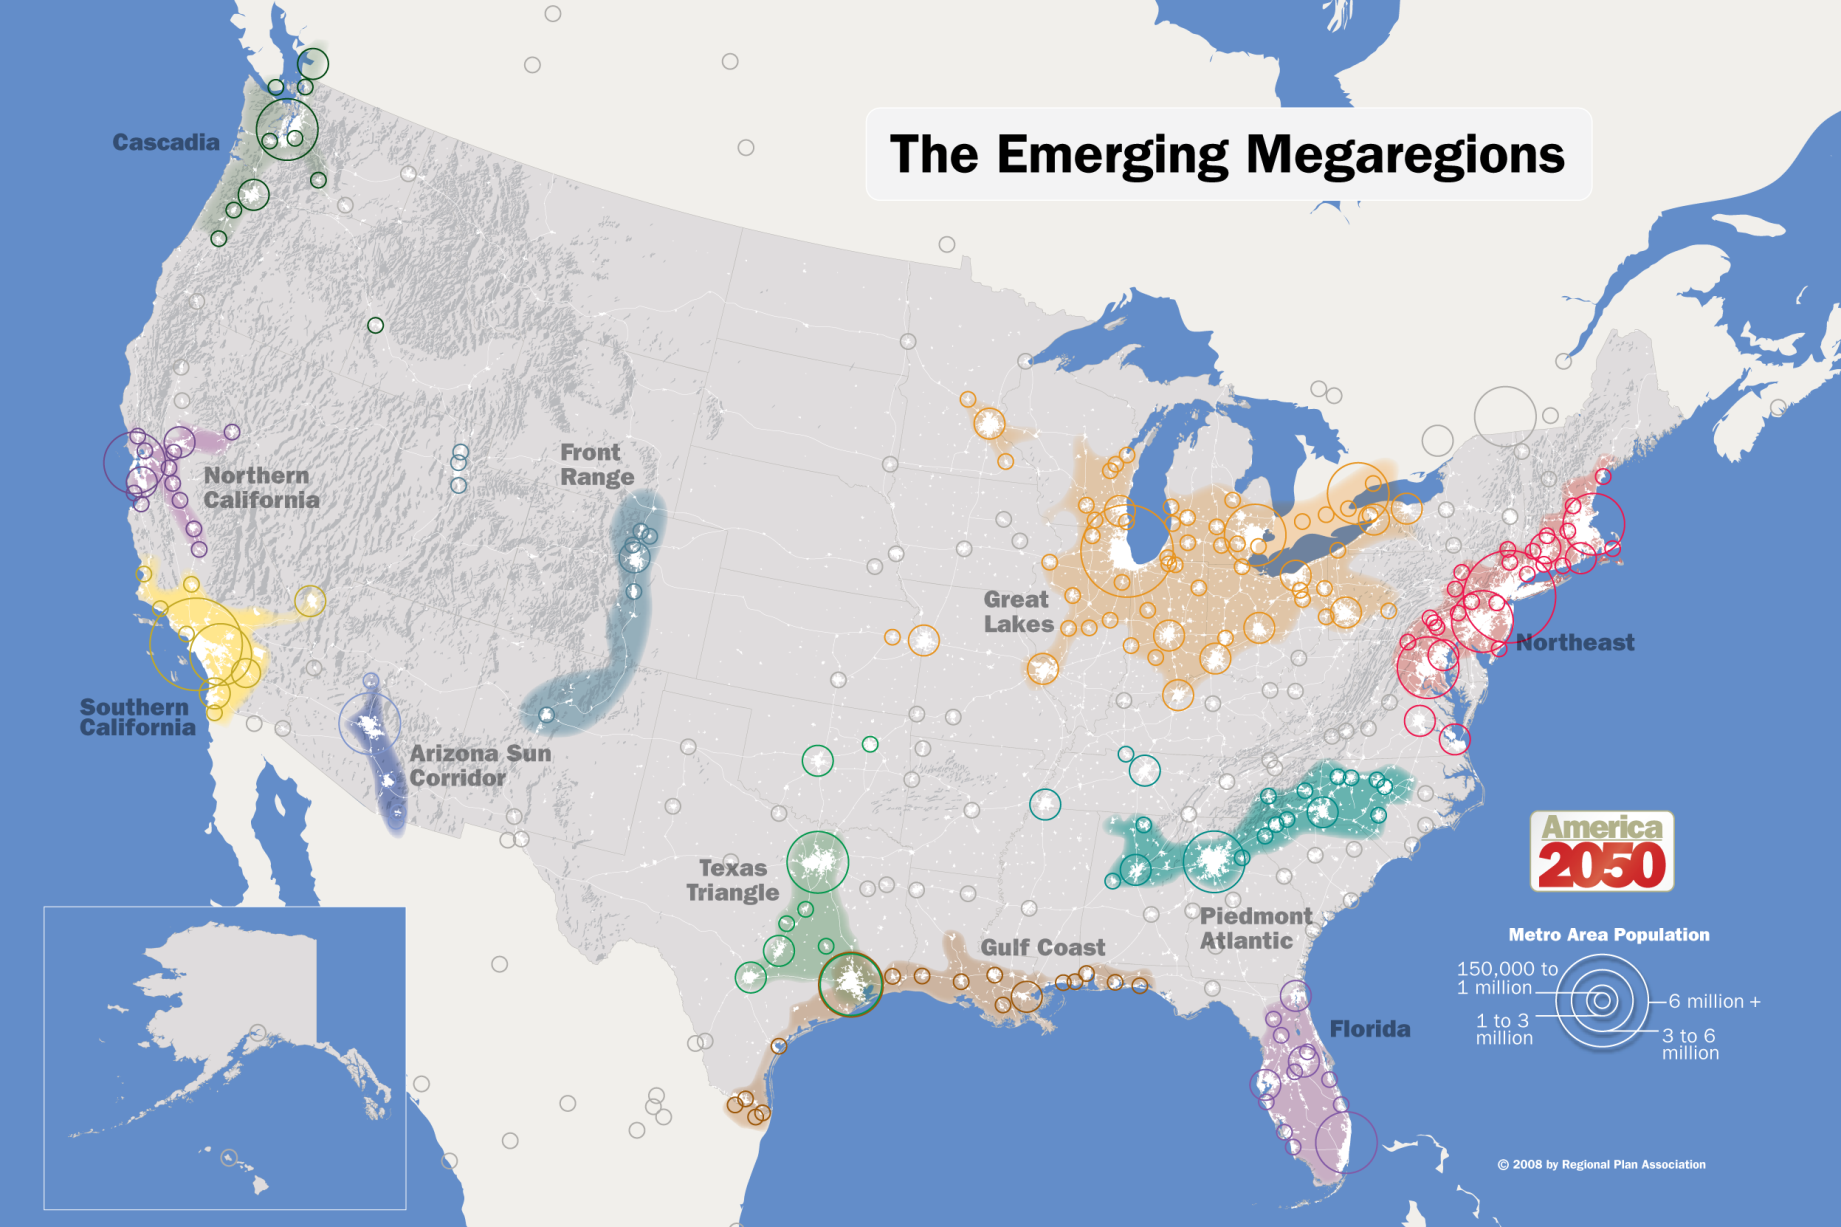 The Emerging Megaregions
Cascadia
Northern
California
Front
Range
Great
Lakes
Northeast
Southern
California
Arizona Sun
Corridor
Texas
Triangle
Piedmont
Atlantic
Gulf Coast
Florida
America
2050
Metro Area Population
150,000 to
1 million
1 to 3
million
6 million +
3 to 6
million
© 2008 by Regional Plan Association